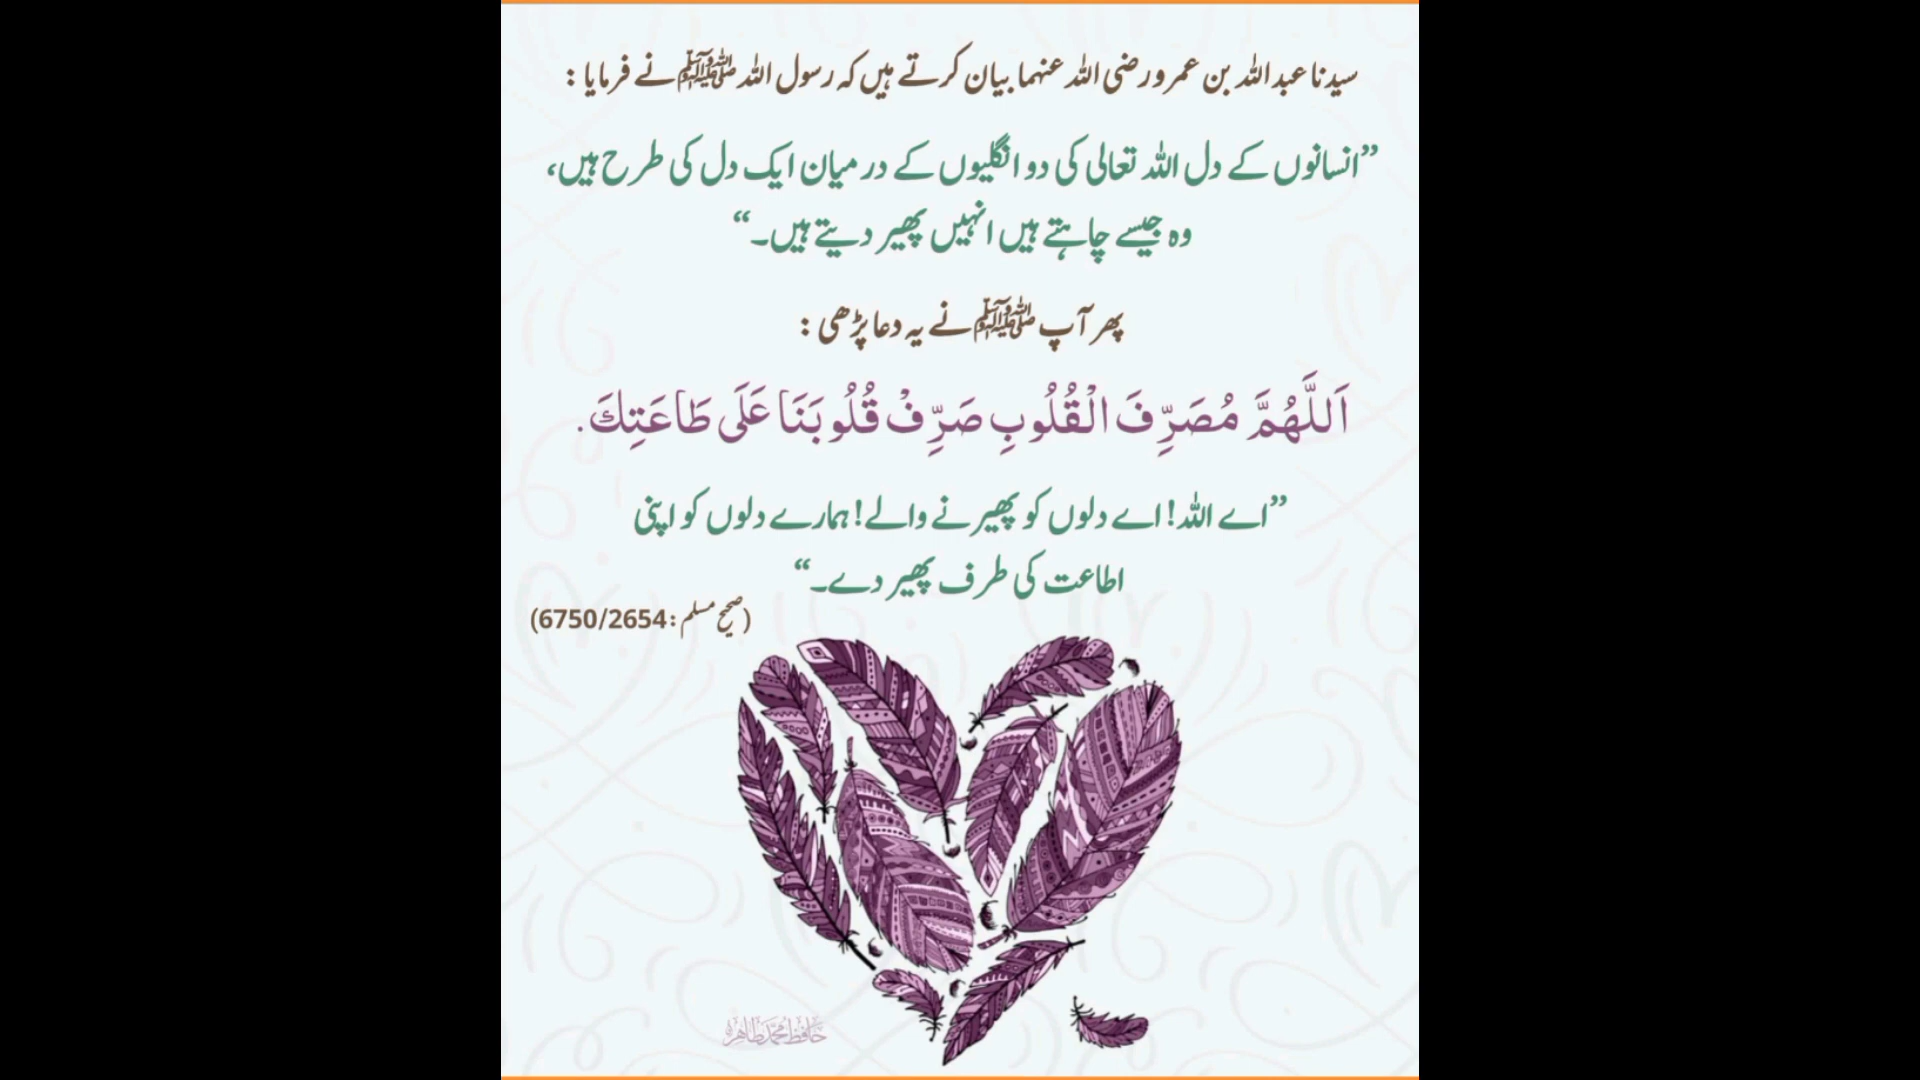 سیدنا عبد اللہ بن عمرو رضی اللہ عنہما بیان کرتے ہیں کہ رسول اللہ ﷺ نے فرمایا :
”انسانوں کے دل اللہ تعالی کی دو انگلیوں کے درمیان ایک دل کی طرح ہیں،
وہ جیسے چاہتے ہیں انہیں پھیر دیتے ہیں۔“
پھر آپ ﷺ نے یہ دعا پڑھی :
اَللَّهُمَّ مُصَرِّفَ الْقُلُوبِ صَرِّفْ قُلُوبَنَا عَلَى طَاعَتِكَ.
”اے اللہ! اے دلوں کو پھیرنے والے! ہمارے دلوں کو اپنی
اطاعت کی طرف پھیر دے۔“
(صحیح مسلم : 6750/2654)
حافظ محمد طاهر